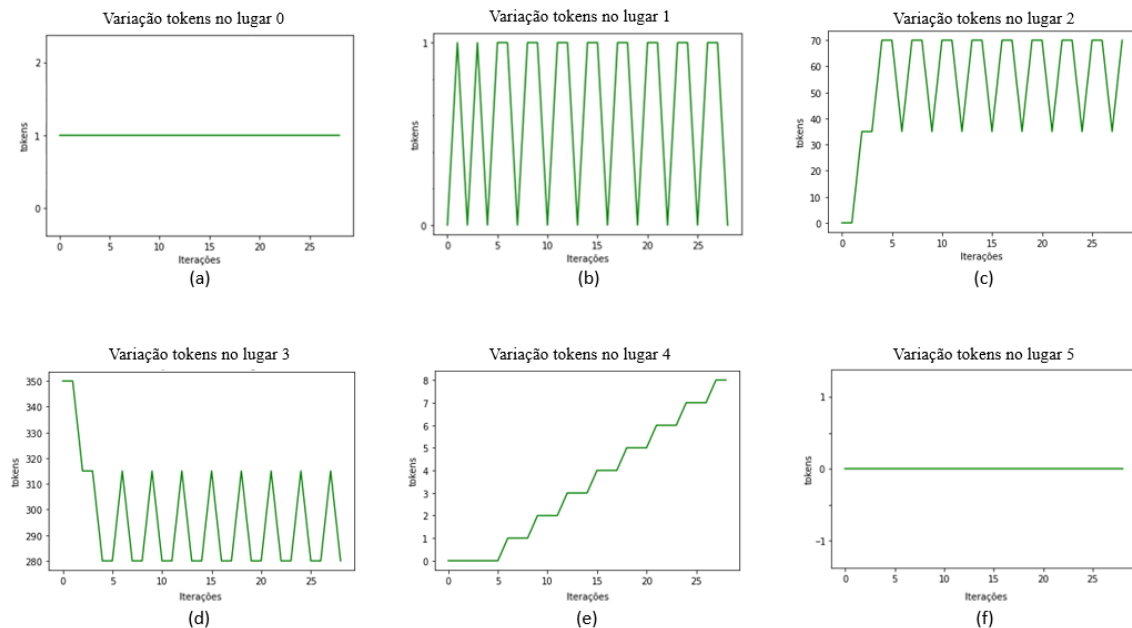 Variação tokens no lugar 0
2
1
0
tokens
0 5 10 15 20 25
Iterações
(a)
Variação tokens no lugar 1
1
0
tokens
0 5 10 15 20 25
Iterações
(b)
Variação tokens no lugar 2
70
60
50
40
30
20
10
0
tokens
0 5 10 15 20 25
Iterações
(c)
Variação tokens no lugar 3
350
340
330
320
310
300
290
280
tokens
0 5 10 15 20 25
Iterações
(d)
Variação tokens no lugar 4
8
7
6
5
4
3
2
1
0
tokens
0 5 10 15 20 25
Iterações
(e)
Variação tokens no lugar 5
1
0
−1
tokens
0 5 10 15 20 25
Iterações
(f)